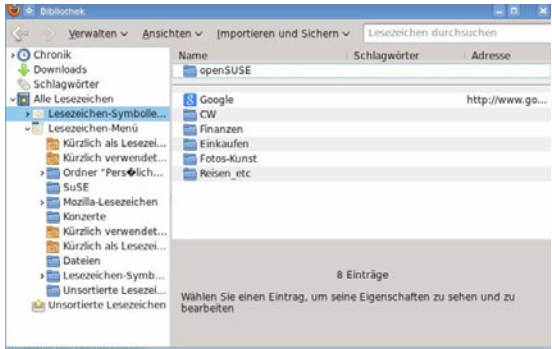 Bibliothek
Verwalten Ansichten Importieren und Sichern Lesezeichen durchsuchen
Chronik
Downloads
Schlagwörter
Alle Lesezeichen
Lesezeichen-Symbolle...
Lesezeichen-Menü
Kürzlich als Lesezei...
Kürzlich verwendet...
Ordner "Pers�lich...
SuSE
Mozilla-Lesezeichen
Konzerte
Kürzlich verwendet...
Kürzlich als Lesezei...
Dateien
Lesezeichen-Symb...
Unsortierte Lesezei...
Unsortierte Lesezeichen
Name Schlagwörter Adresse
openSUSE
Google http://www.go...
CW
Finanzen
Einkaufen
Fotos-Kunst
Reisen_etc
8 Einträge
Wählen Sie einen Eintrag, um seine Eigenschaften zu sehen und zu
bearbeiten